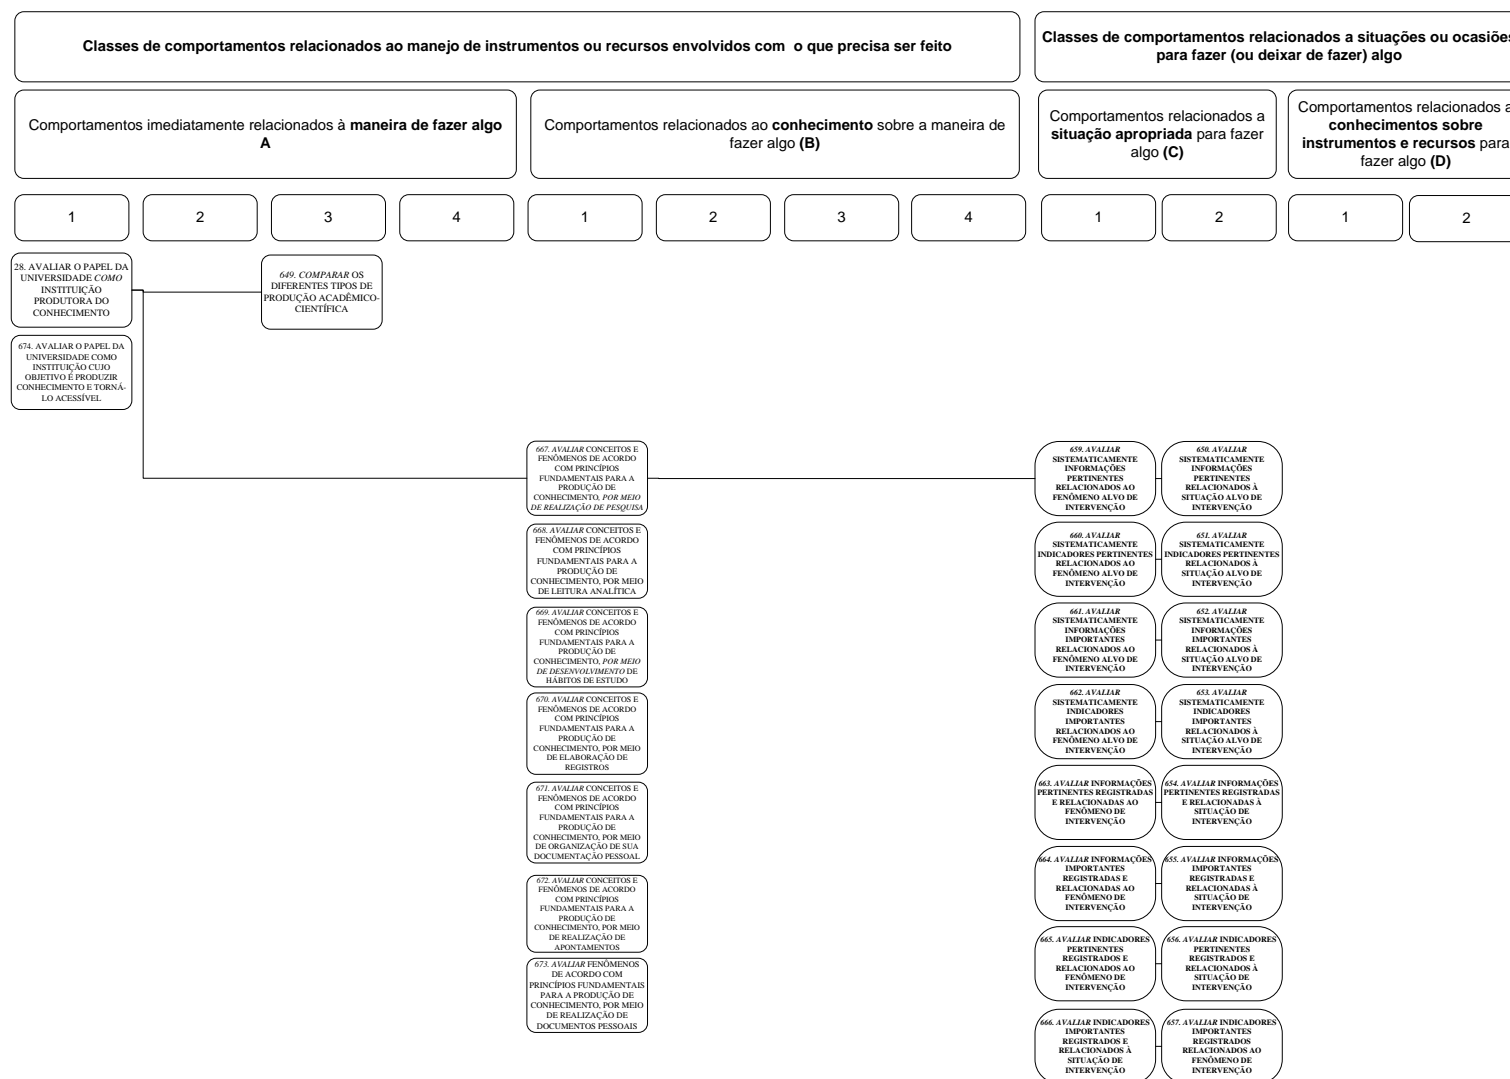 Classes de comportamentos relacionados ao manejo de instrumentos ou recursos envolvidos com o que precisa ser feito
Classes de comportamentos relacionados a situações ou ocasiões
para fazer (ou deixar de fazer) algo
Comportamentos imediatamente relacionados à maneira de fazer algo
A
Comportamentos relacionados ao conhecimento sobre a maneira de
fazer algo (B)
Comportamentos relacionados a
situação apropriada para fazer
algo (C)
Comportamentos relacionados a
conhecimentos sobre
instrumentos e recursos para
fazer algo (D)
1
2
3
4
1
2
3
4
1
2
1
2
28. AVALIAR O PAPEL DA
UNIVERSIDADE COMO
INSTITUIÇÃO
PRODUTORA DO
CONHECIMENTO
649. COMPARAR OS
DIFERENTES TIPOS DE
PRODUÇÃO ACADÊMICO-
CIENTÍFICA
674. AVALIAR O PAPEL DA
UNIVERSIDADE COMO
INSTITUIÇÃO CUJO
OBJETIVO É PRODUZIR
CONHECIMENTO E TORNÁ-
LO ACESSÍVEL
667. AVALIAR CONCEITOS E
FENÔMENOS DE ACORDO
COM PRINCÍPIOS
FUNDAMENTAIS PARA A
PRODUÇÃO DE
CONHECIMENTO, POR MEIO
DE REALIZAÇÃO DE PESQUISA
659. AVALIAR
SISTEMATICAMENTE
INFORMAÇÕES
PERTINENTES
RELACIONADOS AO
FENÔMENO ALVO DE
INTERVENÇÃO
650. AVALIAR
SISTEMATICAMENTE
INFORMAÇÕES
PERTINENTES
RELACIONADOS À
SITUAÇÃO ALVO DE
INTERVENÇÃO
668. AVALIAR CONCEITOS E
FENÔMENOS DE ACORDO
COM PRINCÍPIOS
FUNDAMENTAIS PARA A
PRODUÇÃO DE
CONHECIMENTO, POR MEIO
DE LEITURA ANALÍTICA
660. AVALIAR
SISTEMATICAMENTE
INDICADORES PERTINENTES
RELACIONADOS AO
FENÔMENO ALVO DE
INTERVENÇÃO
651. AVALIAR
SISTEMATICAMENTE
INDICADORES PERTINENTES
RELACIONADOS À
SITUAÇÃO ALVO DE
INTERVENÇÃO
669. AVALIAR CONCEITOS E
FENÔMENOS DE ACORDO
COM PRINCÍPIOS
FUNDAMENTAIS PARA A
PRODUÇÃO DE
CONHECIMENTO, POR MEIO
DE DESENVOLVIMENTO DE
HÁBITOS DE ESTUDO
661. AVALIAR
SISTEMATICAMENTE
INFORMAÇÕES
IMPORTANTES
RELACIONADOS AO
FENÔMENO ALVO DE
INTERVENÇÃO
652. AVALIAR
SISTEMATICAMENTE
INFORMAÇÕES
IMPORTANTES
RELACIONADOS À
SITUAÇÃO ALVO DE
INTERVENÇÃO
670. AVALIAR CONCEITOS E
FENÔMENOS DE ACORDO
COM PRINCÍPIOS
FUNDAMENTAIS PARA A
PRODUÇÃO DE
CONHECIMENTO, POR MEIO
DE ELABORAÇÃO DE
REGISTROS
662. AVALIAR
SISTEMATICAMENTE
INDICADORES
IMPORTANTES
RELACIONADOS AO
FENÔMENO ALVO DE
INTERVENÇÃO
653. AVALIAR
SISTEMATICAMENTE
INDICADORES
IMPORTANTES
RELACIONADOS À
SITUAÇÃO ALVO DE
INTERVENÇÃO
671. AVALIAR CONCEITOS E
FENÔMENOS DE ACORDO
COM PRINCÍPIOS
FUNDAMENTAIS PARA A
PRODUÇÃO DE
CONHECIMENTO, POR MEIO
DE ORGANIZAÇÃO DE SUA
DOCUMENTAÇÃO PESSOAL
663. AVALIAR INFORMAÇÕES
PERTINENTES REGISTRADAS
E RELACIONADAS AO
FENÔMENO DE
INTERVENÇÃO
654. AVALIAR INFORMAÇÕES
PERTINENTES REGISTRADAS
E RELACIONADAS À
SITUAÇÃO DE
INTERVENÇÃO
672. AVALIAR CONCEITOS E
FENÔMENOS DE ACORDO
COM PRINCÍPIOS
FUNDAMENTAIS PARA A
PRODUÇÃO DE
CONHECIMENTO, POR MEIO
DE REALIZAÇÃO DE
APONTAMENTOS
664. AVALIAR INFORMAÇÕES
IMPORTANTES
REGISTRADAS E
RELACIONADAS AO
FENÔMENO DE
INTERVENÇÃO
655. AVALIAR INFORMAÇÕES
IMPORTANTES
REGISTRADAS E
RELACIONADAS À
SITUAÇÃO DE
INTERVENÇÃO
673. AVALIAR FENÔMENOS
DE ACORDO COM
PRINCÍPIOS FUNDAMENTAIS
PARA A PRODUÇÃO DE
CONHECIMENTO, POR MEIO
DE REALIZAÇÃO DE
DOCUMENTOS PESSOAIS
665. AVALIAR INDICADORES
PERTINENTES
REGISTRADOS E
RELACIONADOS AO
FENÔMENO DE
INTERVENÇÃO
656. AVALIAR INDICADORES
PERTINENTES
REGISTRADOS E
RELACIONADOS À
SITUAÇÃO DE
INTERVENÇÃO
666. AVALIAR INDICADORES
IMPORTANTES
REGISTRADOS E
RELACIONADOS À
SITUAÇÃO DE
INTERVENÇÃO
657. AVALIAR INDICADORES
IMPORTANTES
REGISTRADOS
RELACIONADOS AO
FENÔMENO DE
INTERVENÇÃO